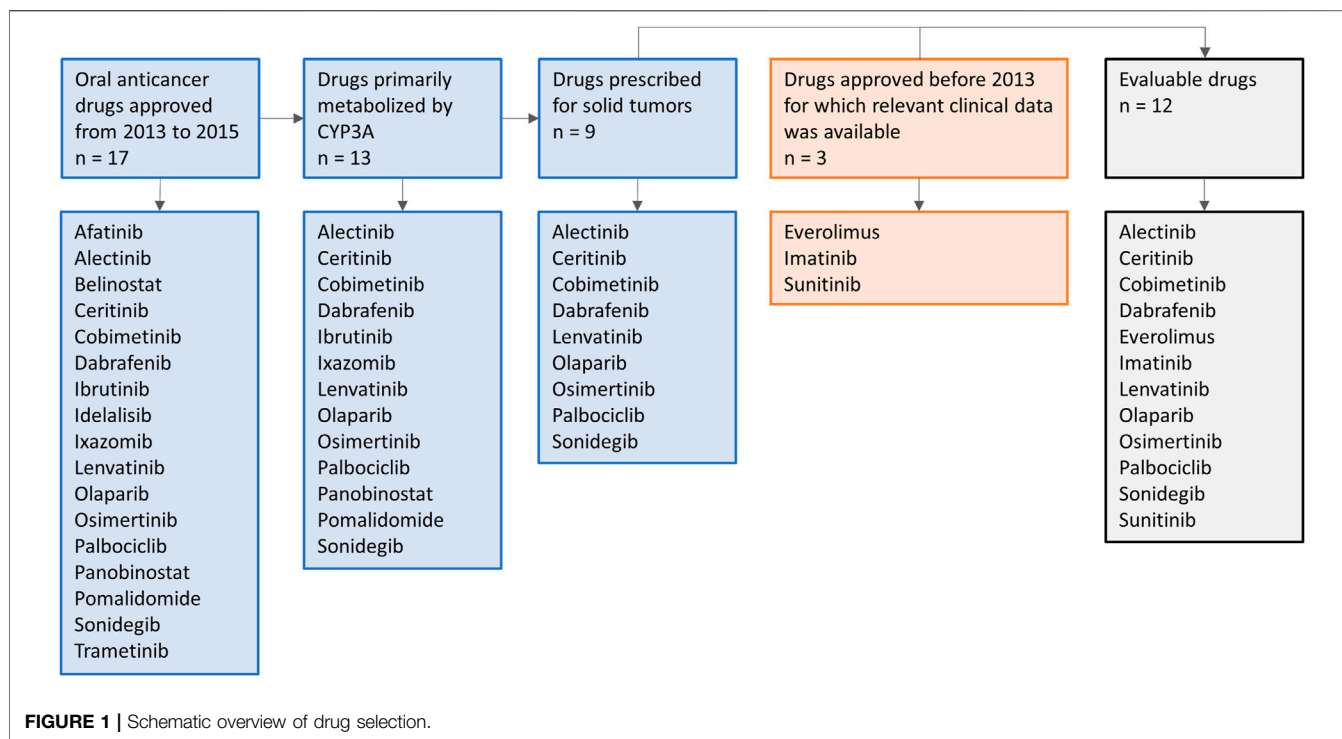 Oral anticancer
drugs approved
from 2013 to 2015
n = 17
Drugs primarily
metabolized by
CYP3A
n = 13
Drugs prescribed
for solid tumors
n = 9
Drugs approved before 2013
for which relevant clinical data
was available
n = 3
Evaluable drugs
n = 12
Afatinib
Alectinib
Belinostat
Ceritinib
Cobimetinib
Dabrafenib
Ibrutinib
Idelalisib
Ixazomib
Lenvatinib
Olaparib
Osimertinib
Palbociclib
Panobinostat
Pomalidomide
Sonidegib
Trametinib
Alectinib
Ceritinib
Cobimetinib
Dabrafenib
Ibrutinib
Ixazomib
Lenvatinib
Olaparib
Osimertinib
Palbociclib
Panobinostat
Pomalidomide
Sonidegib
Alectinib
Ceritinib
Cobimetinib
Dabrafenib
Lenvatinib
Olaparib
Osimertinib
Palbociclib
Sonidegib
Everolimus
Imatinib
Sunitinib
Alectinib
Ceritinib
Cobimetinib
Dabrafenib
Everolimus
Imatinib
Lenvatinib
Olaparib
Osimertinib
Palbociclib
Sonidegib
Sunitinib
FIGURE 1 | Schematic overview of drug selection.